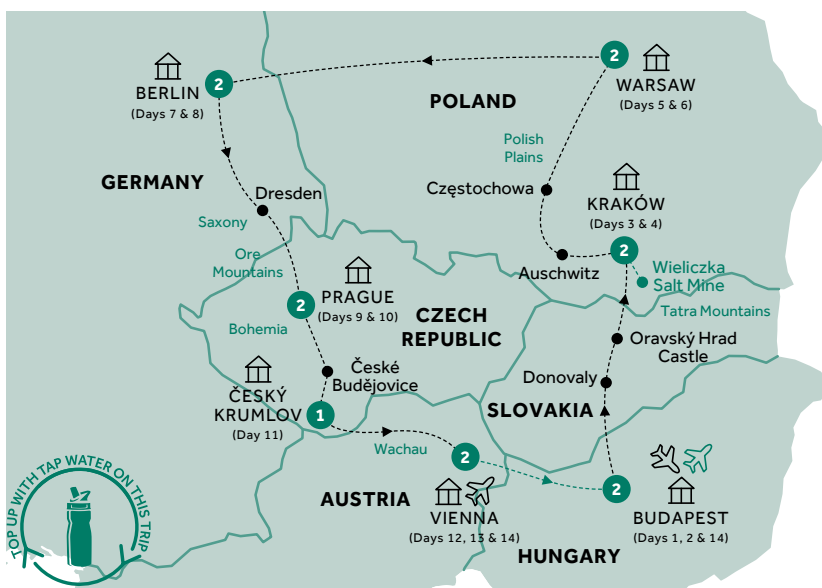 2
BERLIN
(Days 7 & 8)
2
WARSAW
(Days 5 & 6)
POLAND
Polish
Plains
GERMANY
Dresden
Saxony
Częstochowa
KRAKÓW
(Days 3 & 4)
2
Auschwitz
Wieliczka
Salt Mine
Ore
Mountains
PRAGUE
(Days 9 & 10)
2
Bohemia
CZECH
REPUBLIC
Tatra Mountains
Oravský Hrad
Castle
České
Budějovice
Donovaly
SLOVAKIA
ČESKÝ
KRUMLOV
(Day 11)
1
Wachau
2
2
AUSTRIA
VIENNA
(Days 12, 13 & 14)
BUDAPEST
(Days 1, 2 & 14)
HUNGARY
TOP UP WITH TAP WATER ON THIS TRIP